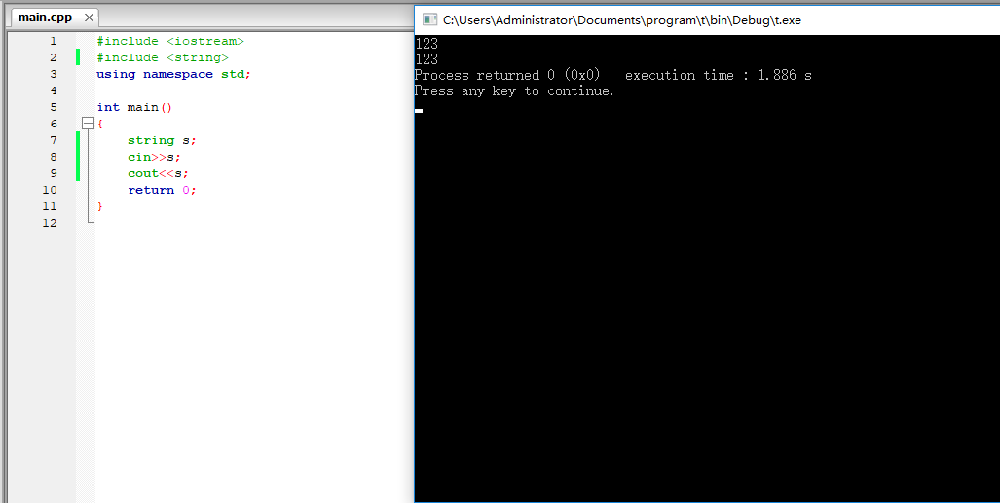 main.cpp
1 #include <iostream>
2 #include <string>
3 using namespace std;
4
5 int main()
6 {
7 string s;
8 cin>>s;
9 cout<<s;
10 return 0;
11 }
12
C:\Users\Administrator\Documents\program\t\bin\Debug\t.exe
123
123
Process returned 0 (0x0) execution time : 1.886 s
Press any key to continue.